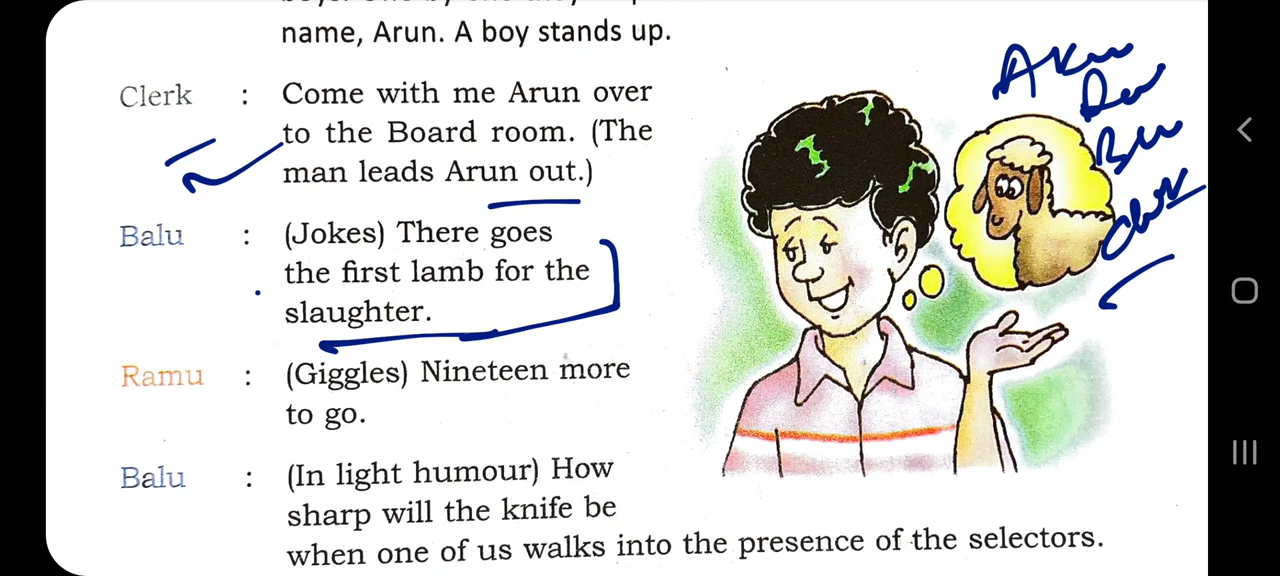 name, Arun. A boy stands up.
Clerk : Come with me Arun over
to the Board room. (The
man leads Arun out.)
Balu : (Jokes) There goes
the first lamb for the
slaughter.
Ramu : (Giggles) Nineteen more
to go.
Balu : (In light humour) How
sharp will the knife be
when one of us walks into the presence of the selectors.